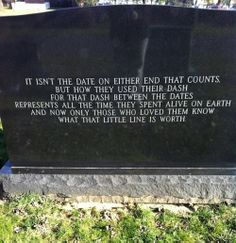 IT ISN'T THE DATE ON EITHER END THAT COUNTS,
BUT HOW THEY USED THEIR DASH
FOR THAT DASH BETWEEN THE DATES
REPRESENTS ALL THE TIME THEY SPENT ALIVE ON EARTH
AND NOW ONLY THOSE WHO LOVED THEM KNOW
WHAT THAT LITTLE LINE IS WORTH